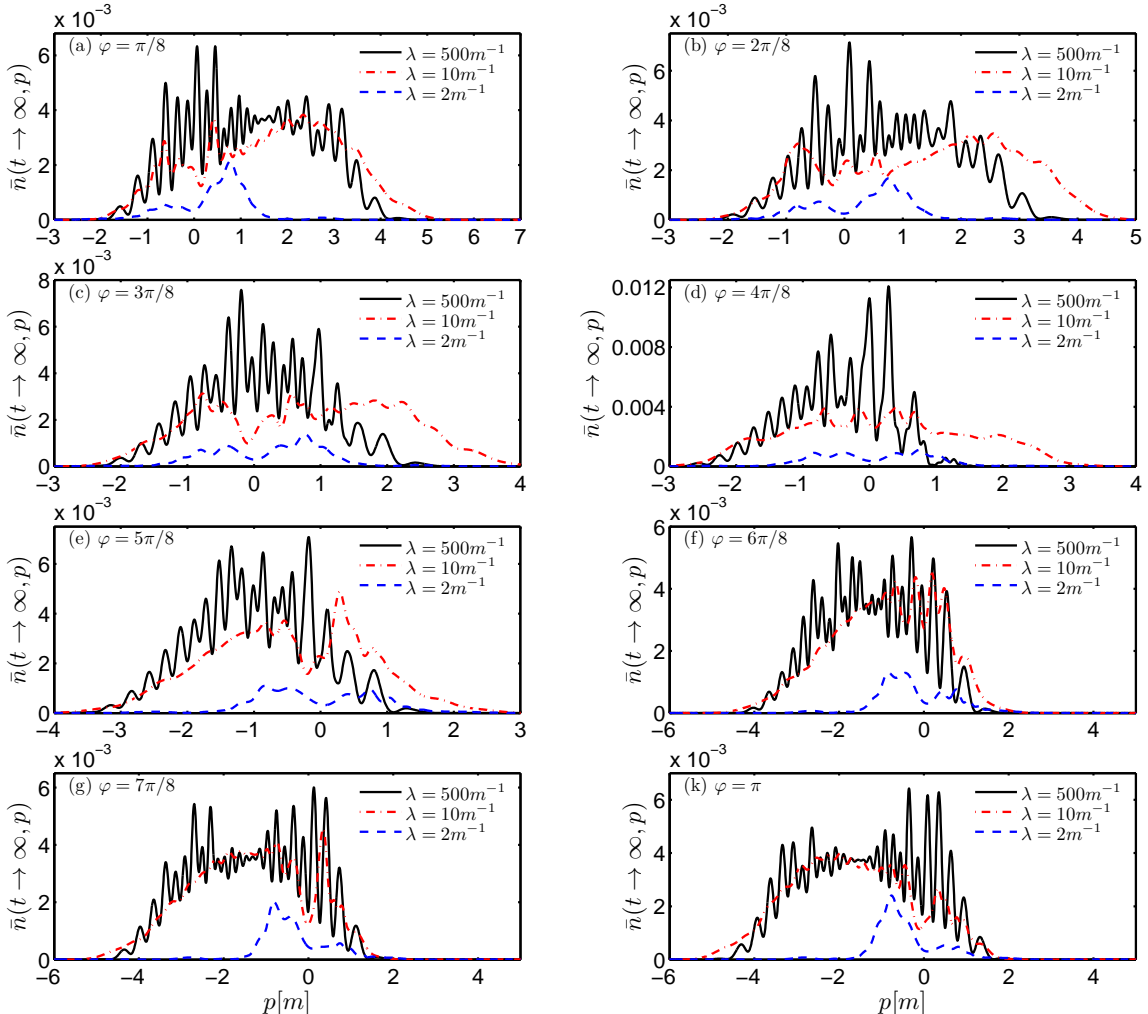 x 10⁻³
(a) φ = π/8
λ = 500m⁻¹
λ = 10m⁻¹
λ = 2m⁻¹
n̄(t → ∞, p)
6
4
2
0
−3 −2 −1 0 1 2 3 4 5 6 7
x 10⁻³
(b) φ = 2π/8
λ = 500m⁻¹
λ = 10m⁻¹
λ = 2m⁻¹
n̄(t → ∞, p)
6
4
2
0
−3 −2 −1 0 1 2 3 4 5
x 10⁻³
(c) φ = 3π/8
λ = 500m⁻¹
λ = 10m⁻¹
λ = 2m⁻¹
n̄(t → ∞, p)
8
6
4
2
0
−3 −2 −1 0 1 2 3 4
(d) φ = 4π/8
λ = 500m⁻¹
λ = 10m⁻¹
λ = 2m⁻¹
n̄(t → ∞, p)
0.012
0.008
0.004
0
−3 −2 −1 0 1 2 3 4
x 10⁻³
(e) φ = 5π/8
λ = 500m⁻¹
λ = 10m⁻¹
λ = 2m⁻¹
n̄(t → ∞, p)
6
4
2
0
−4 −3 −2 −1 0 1 2 3
x 10⁻³
(f) φ = 6π/8
λ = 500m⁻¹
λ = 10m⁻¹
λ = 2m⁻¹
n̄(t → ∞, p)
6
4
2
0
−6 −4 −2 0 2 4
x 10⁻³
(g) φ = 7π/8
λ = 500m⁻¹
λ = 10m⁻¹
λ = 2m⁻¹
n̄(t → ∞, p)
6
4
2
0
−6 −4 −2 0 2 4
p[m]
x 10⁻³
(k) φ = π
λ = 500m⁻¹
λ = 10m⁻¹
λ = 2m⁻¹
n̄(t → ∞, p)
6
4
2
0
−6 −4 −2 0 2 4
p[m]